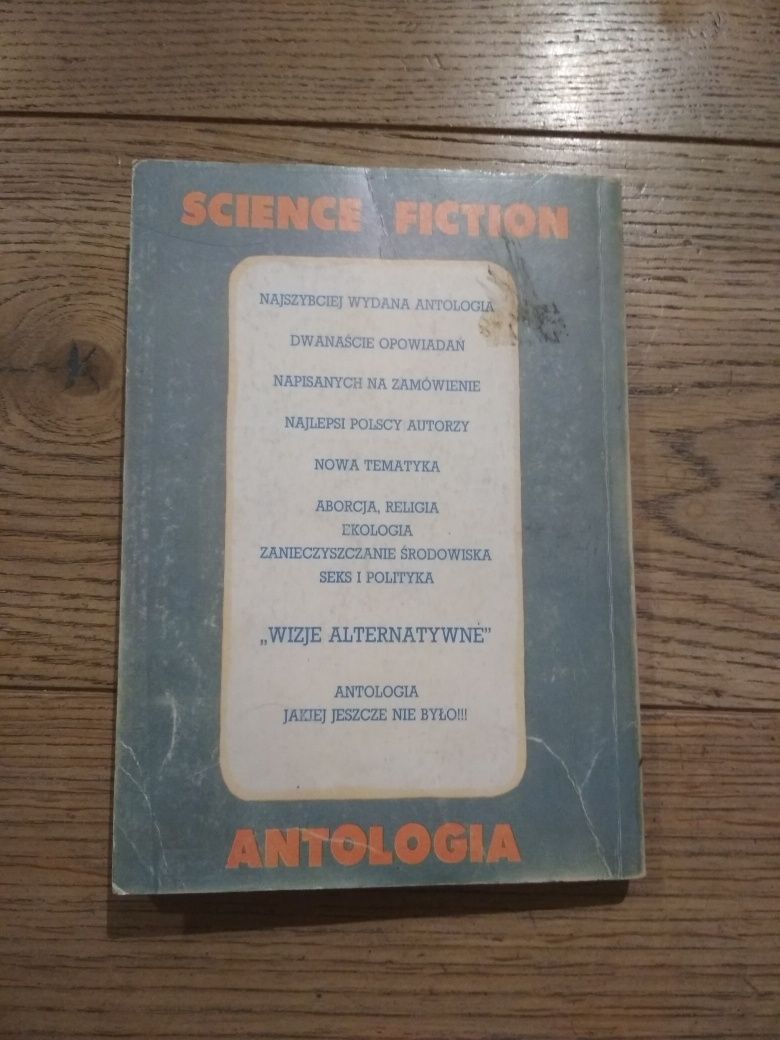 SCIENCE FICTION
NAJSZYBCIEJ WYDANA ANTOLOGIA
DWANAŚCIE OPOWIADAŃ
NAPISANYCH NA ZAMÓWIENIE
NAJLEPSI POLSCY AUTORZY
NOWA TEMATYKA
ABORCJA, RELIGIA
EKOLOGIA
ZANIECZYSZCZANIE ŚRODOWISKA
SEKS I POLITYKA
„WIZJE ALTERNATYWNE”
ANTOLOGIA
JAKIEJ JESZCZE NIE BYŁO!!!
ANTOLOGIA